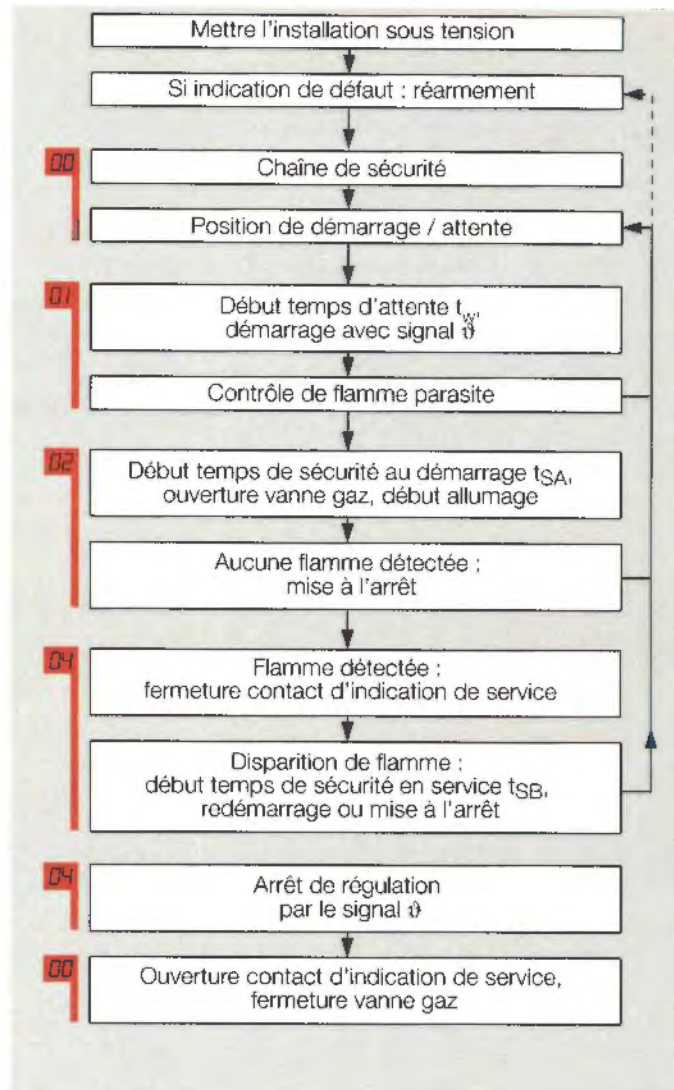 Mettre l'installation sous tension
Si indication de défaut : réarmement
00
Chaîne de sécurité
Position de démarrage / attente
01
Début temps d'attente tw,
démarrage avec signal ϑ
Contrôle de flamme parasite
02
Début temps de sécurité au démarrage tSA,
ouverture vanne gaz, début allumage
Aucune flamme détectée :
mise à l'arrêt
04
Flamme détectée :
fermeture contact d'indication de service
Disparition de flamme :
début temps de sécurité en service tSB,
redémarrage ou mise à l'arrêt
04
Arrêt de régulation
par le signal ϑ
00
Ouverture contact d'indication de service,
fermeture vanne gaz